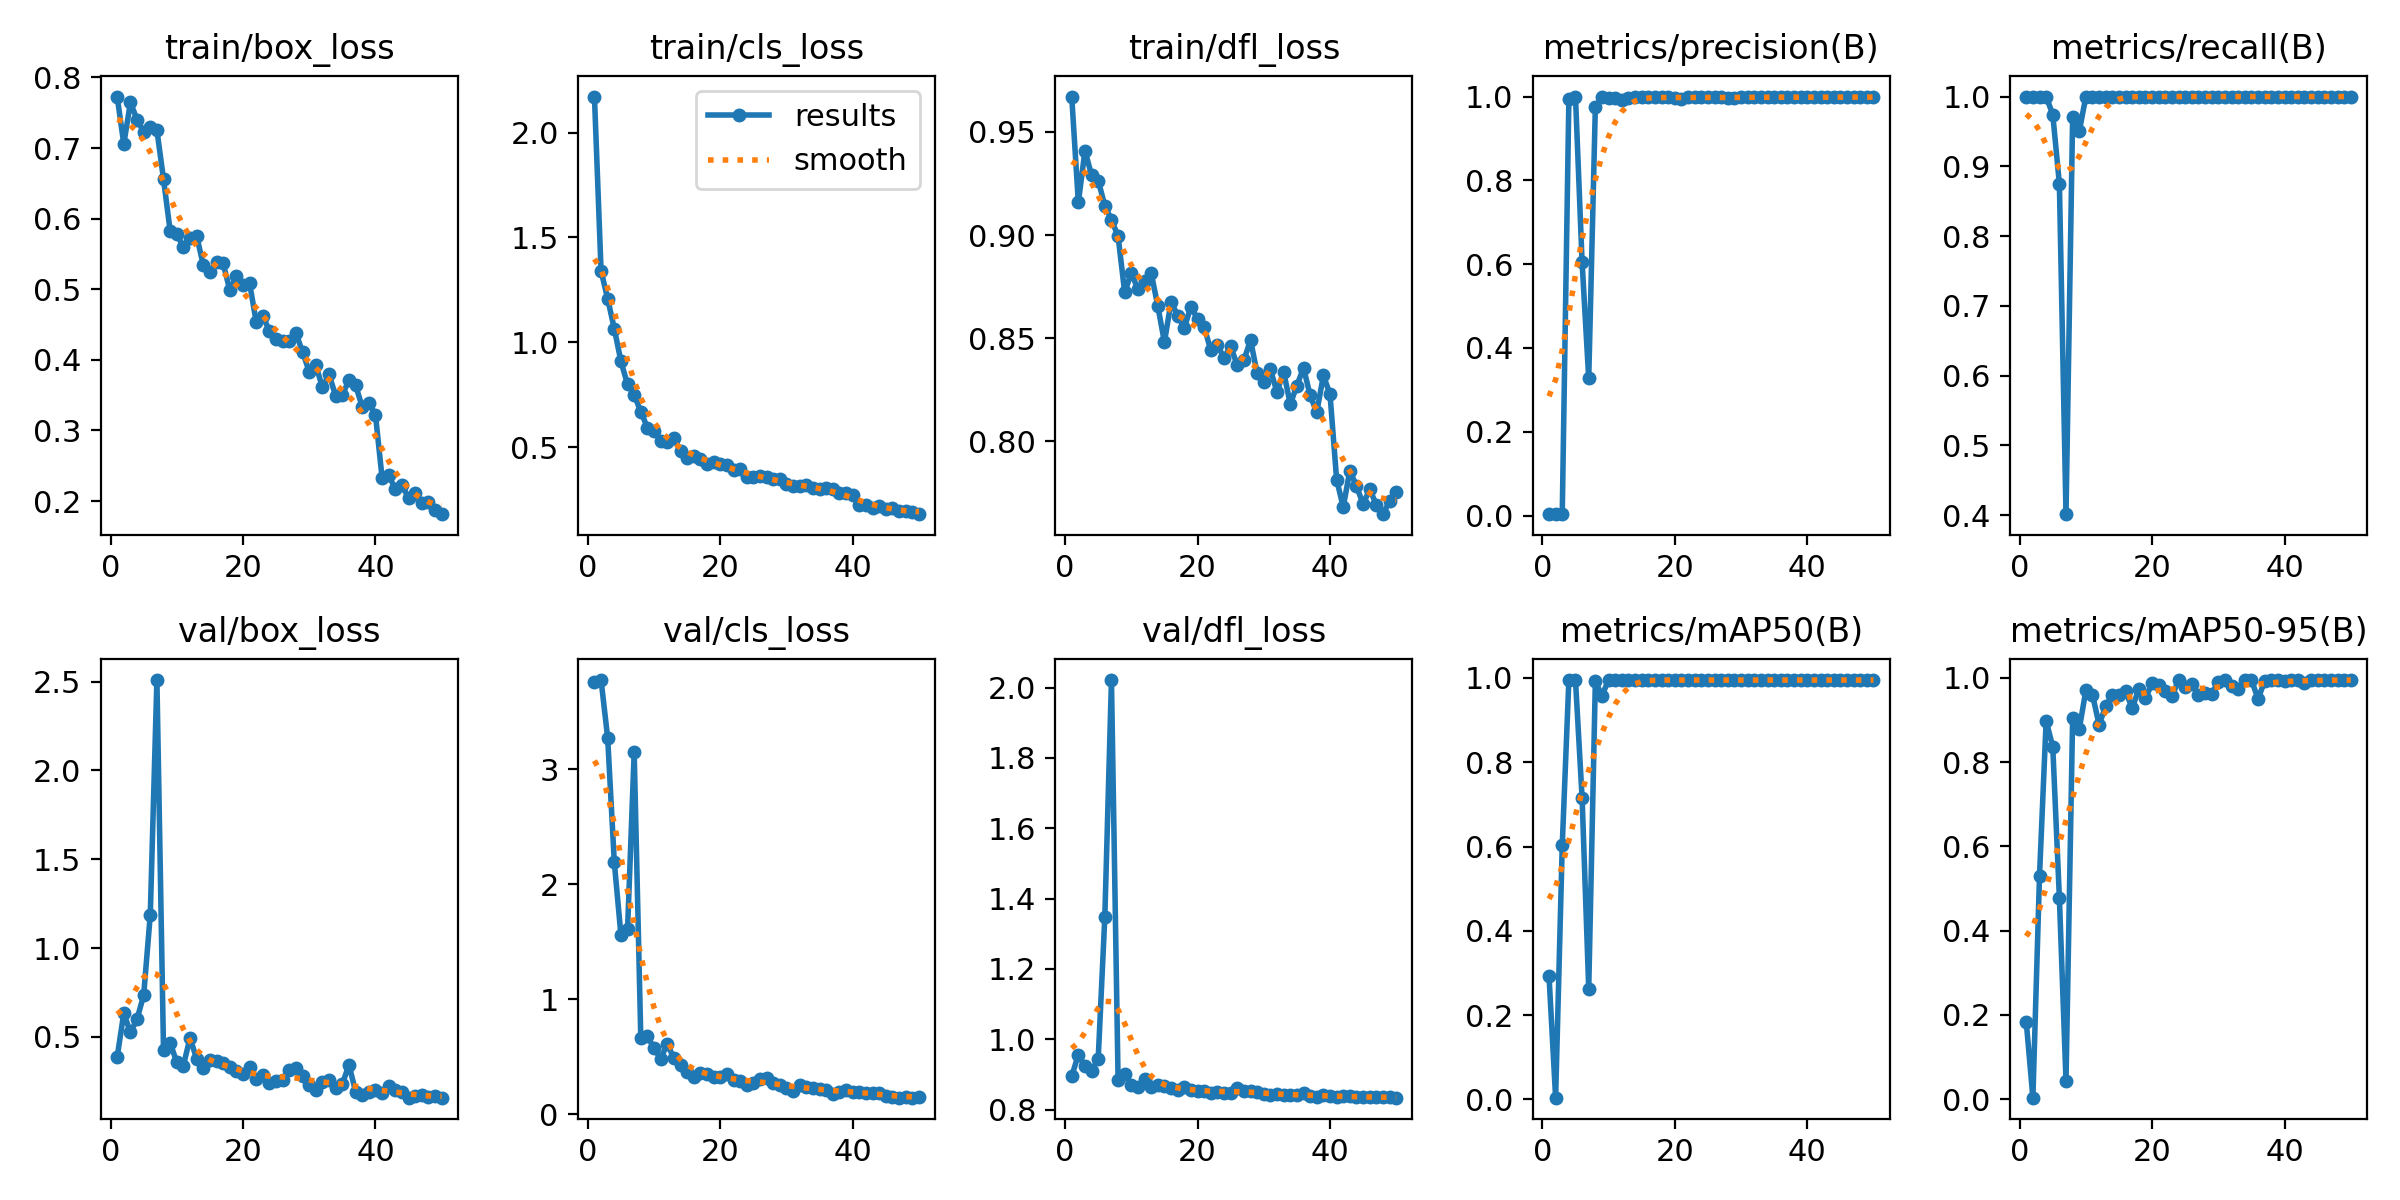 train/box_loss
0.8
0.7
0.6
0.5
0.4
0.3
0.2
0 20 40
train/cls_loss
results
smooth
2.0
1.5
1.0
0.5
0 20 40
train/dfl_loss
0.95
0.90
0.85
0.80
0 20 40
metrics/precision(B)
1.0
0.8
0.6
0.4
0.2
0.0
0 20 40
metrics/recall(B)
1.0
0.9
0.8
0.7
0.6
0.5
0.4
0 20 40
val/box_loss
2.5
2.0
1.5
1.0
0.5
0 20 40
val/cls_loss
3
2
1
0
0 20 40
val/dfl_loss
2.0
1.8
1.6
1.4
1.2
1.0
0.8
0 20 40
metrics/mAP50(B)
1.0
0.8
0.6
0.4
0.2
0.0
0 20 40
metrics/mAP50-95(B)
1.0
0.8
0.6
0.4
0.2
0.0
0 20 40